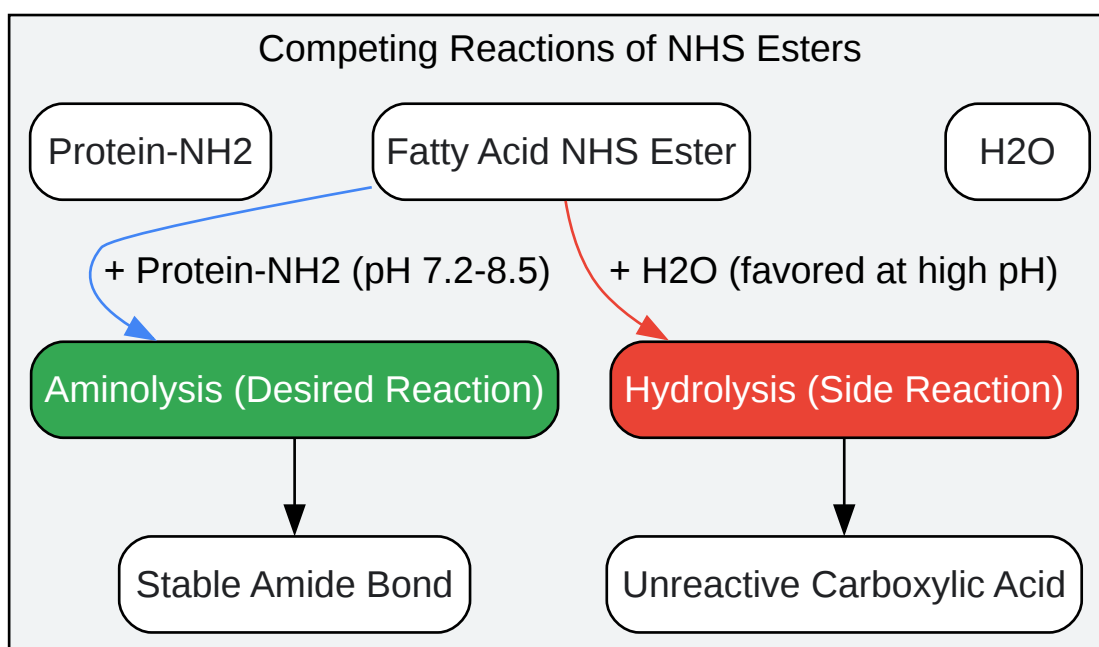 Competing Reactions of NHS Esters
Protein-NH2
Fatty Acid NHS Ester
H2O
+ Protein-NH2 (pH 7.2-8.5)
+ H2O (favored at high pH)
Aminolysis (Desired Reaction)
Hydrolysis (Side Reaction)
Stable Amide Bond
Unreactive Carboxylic Acid